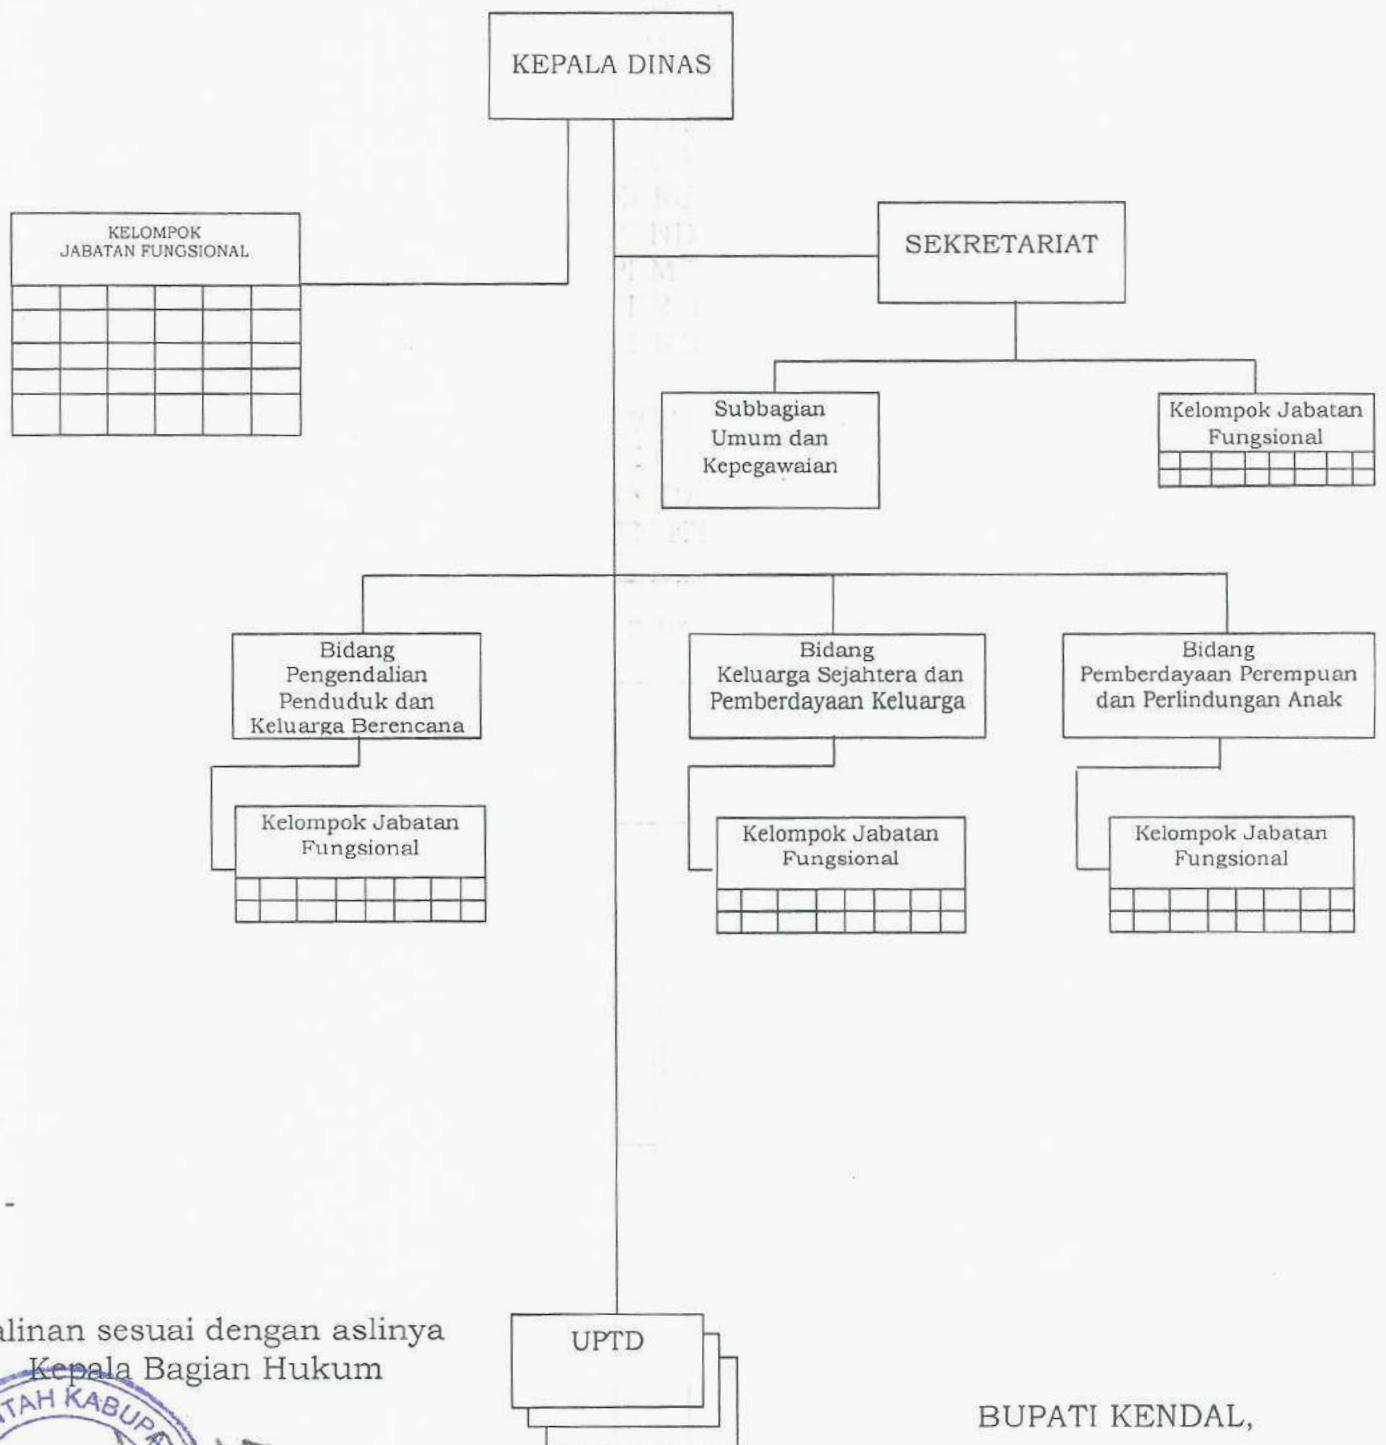 KEPALA DINAS
KELOMPOK
JABATAN FUNGSIONAL
SEKRETARIAT
Subbagian
Umum dan
Kepegawaian
Kelompok Jabatan
Fungsional
Bidang
Pengendalian
Penduduk dan
Keluarga Berencana
Bidang
Keluarga Sejahtera dan
Pemberdayaan Keluarga
Bidang
Pemberdayaan Perempuan
dan Perlindungan Anak
Kelompok Jabatan
Fungsional
Kelompok Jabatan
Fungsional
Kelompok Jabatan
Fungsional
alinan sesuai dengan aslinya
Kepala Bagian Hukum
NTAH KABUPA
UPTD
BUPATI KENDAL,